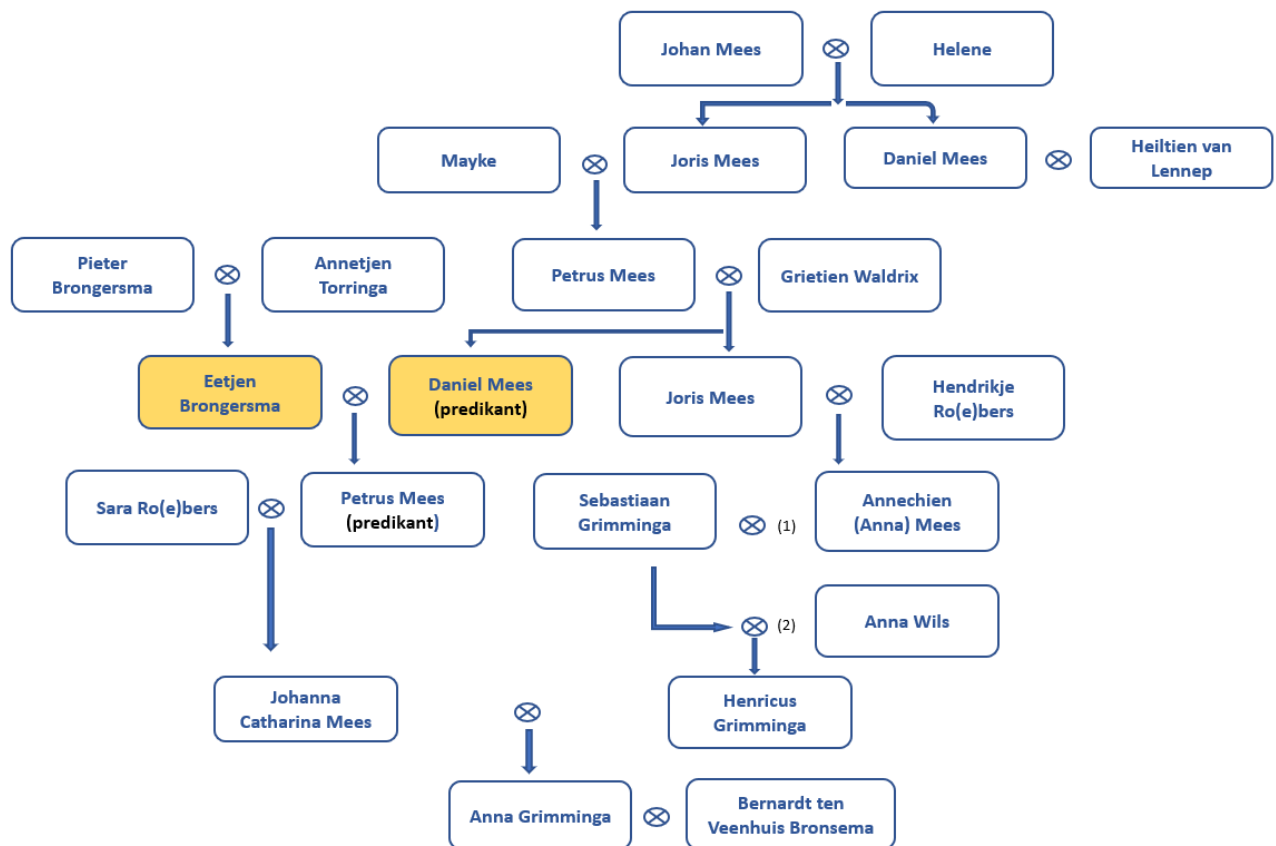 Johan Mees
Helene
Mayke
Joris Mees
Daniel Mees
Heiltien van
Lennep
Pieter
Brongersma
Annetjen
Torringa
Petrus Mees
Grietien Waldrix
Eetjen
Brongersma
Daniel Mees
(predikant)
Joris Mees
Hendrikje
Ro(e)bers
Sara Ro(e)bers
Petrus Mees
(predikant)
Sebastiaan
Grimminga
(1)
Annechien
(Anna) Mees
(2)
Anna Wils
Johanna
Catharina Mees
Henricus
Grimminga
Anna Grimminga
Bernardt ten
Veenhuis Bronsema